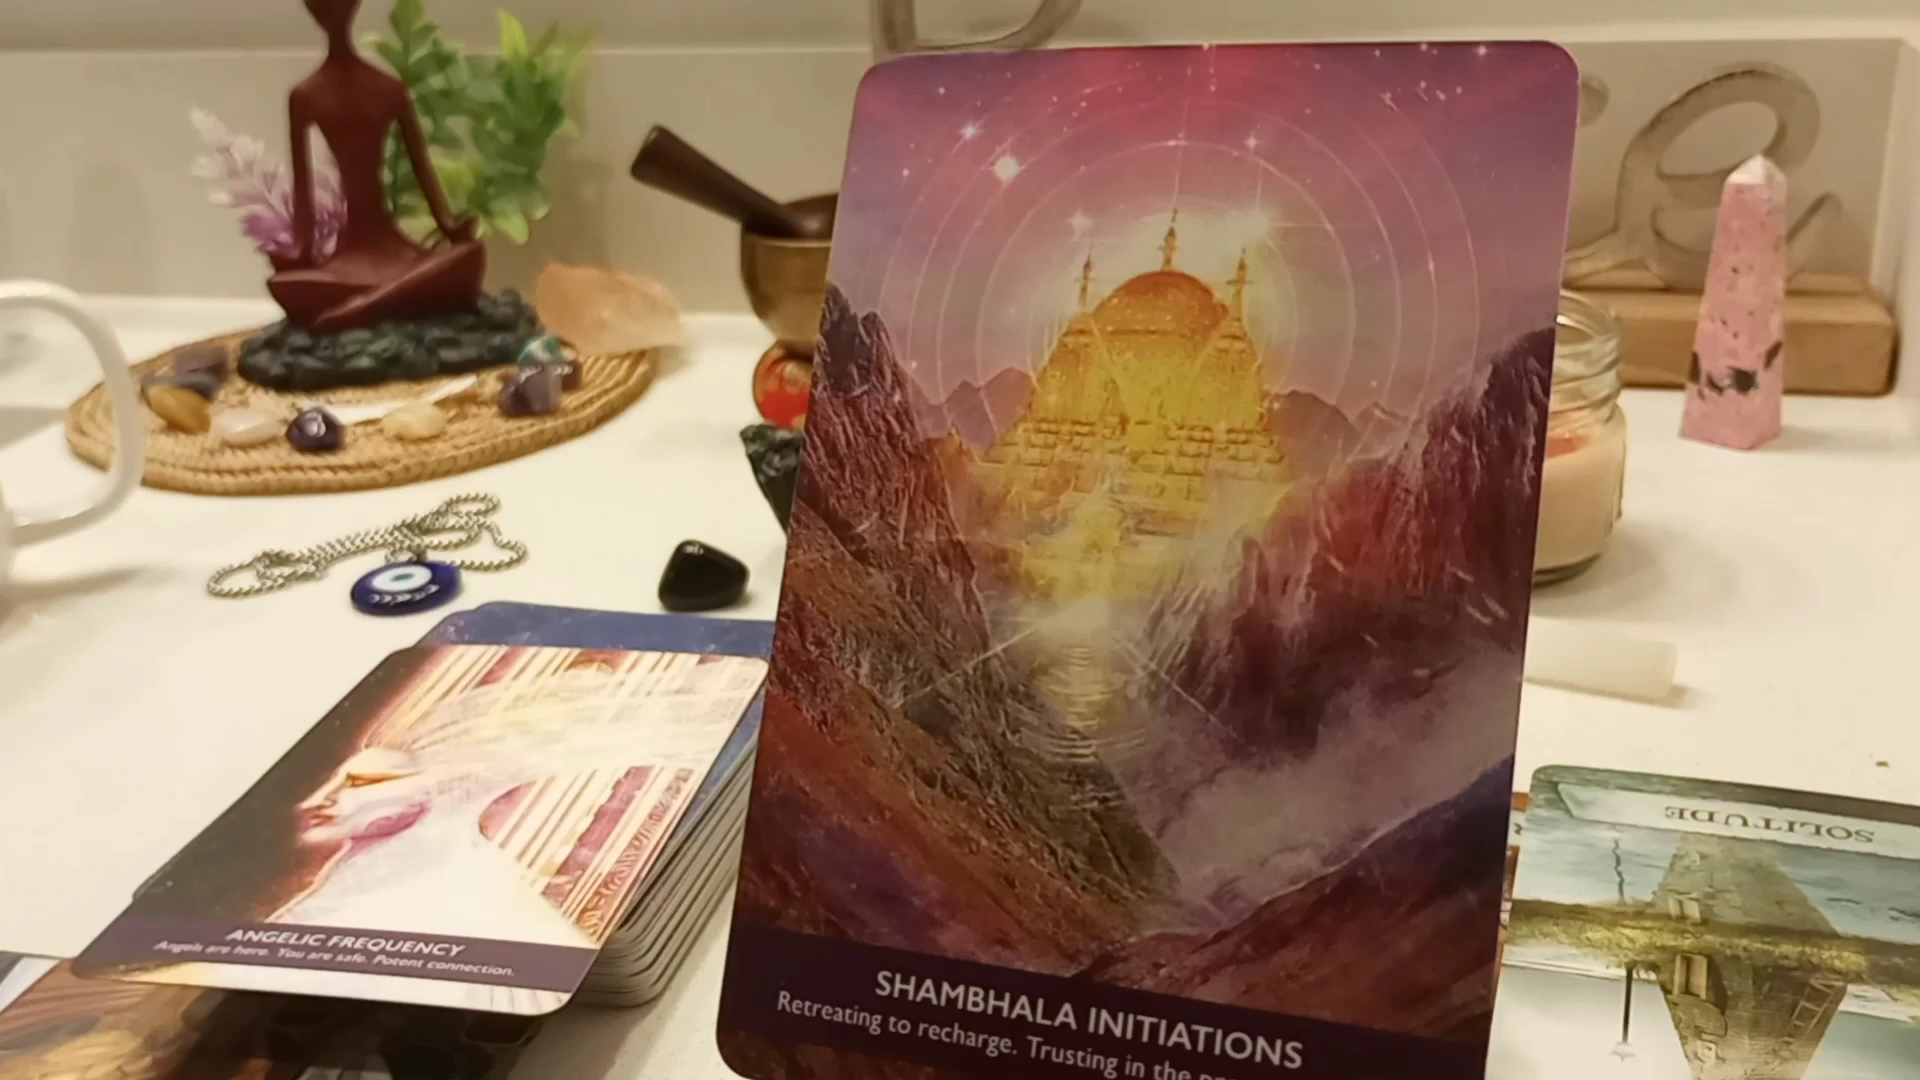 SHAMBHALA INITIATIONS
Retreating to recharge. Trusting in the
ANGELIC FREQUENCY
Angels are here. You are safe. Potent connection.
SOLITUDE